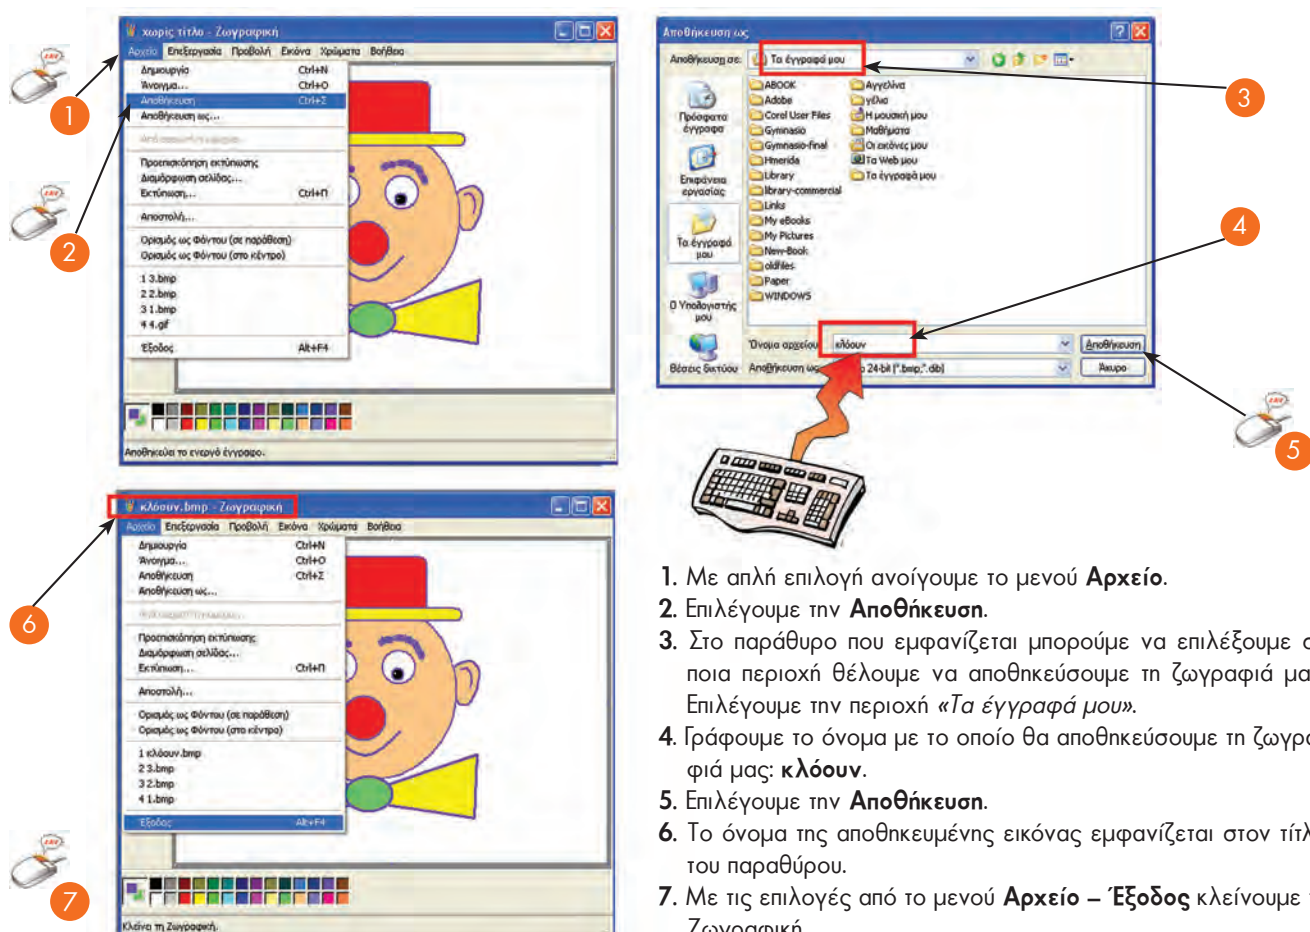 χωρίς τίτλο - Ζωγραφική
Αρχείο Επεξεργασία Προβολή Εικόνα Χρώματα Βοήθεια
Δημιουργία Ctrl+N
Άνοιγμα... Ctrl+O
Αποθήκευση Ctrl+Σ
Αποθήκευση ως...
Προεπισκόπηση εκτύπωσης
Διαμόρφωση σελίδας...
Εκτύπωση... Ctrl+Π
Αποστολή...
Ορισμός ως Φόντου (σε παράθεση)
Ορισμός ως Φόντου (στο κέντρο)
1 3.bmp
2 2.bmp
3 1.bmp
4 4.gif
Έξοδος Alt+F4
Αποθηκεύει το ενεργό έγγραφο.
1
2
Αποθήκευση ως
Αποθήκευση σε: Τα έγγραφά μου
Πρόσφατα έγγραφα
Επιφάνεια εργασίας
Τα έγγραφά μου
Ο Υπολογιστής μου
Θέσεις δικτύου
ABOOK
Adobe
Corel User Files
Gymnasio
Gymnasio-final
Hmerida
Library
library-commercial
Links
My eBooks
My Pictures
New-Book
oldfiles
Paper
WINDOWS
Αγγελίνα
γέλιο
Η μουσική μου
Μαθήματα
Οι εικόνες μου
Τα Web μου
Τα έγγραφά μου
Όνομα αρχείου: κλόουν Αποθήκευση
Αποθήκευση ως 24-bit (*.bmp;*.dib) Άκυρο
3
4
5
κλόουν.bmp - Ζωγραφική
Αρχείο Επεξεργασία Προβολή Εικόνα Χρώματα Βοήθεια
Δημιουργία Ctrl+N
Άνοιγμα... Ctrl+O
Αποθήκευση Ctrl+Σ
Αποθήκευση ως...
Προεπισκόπηση εκτύπωσης
Διαμόρφωση σελίδας...
Εκτύπωση... Ctrl+Π
Αποστολή...
Ορισμός ως Φόντου (σε παράθεση)
Ορισμός ως Φόντου (στο κέντρο)
1 κλόουν.bmp
2 3.bmp
3 2.bmp
4 1.bmp
Έξοδος Alt+F4
Κλείνει τη Ζωγραφική.
6
7
1. Με απλή επιλογή ανοίγουμε το μενού Αρχείο.
2. Επιλέγουμε την Αποθήκευση.
3. Στο παράθυρο που εμφανίζεται μπορούμε να επιλέξουμε σ
ποια περιοχή θέλουμε να αποθηκεύσουμε τη ζωγραφιά μα
Επιλέγουμε την περιοχή «Τα έγγραφά μου».
4. Γράφουμε το όνομα με το οποίο θα αποθηκεύσουμε τη ζωγρα
φιά μας: κλόουν.
5. Επιλέγουμε την Αποθήκευση.
6. Το όνομα της αποθηκευμένης εικόνας εμφανίζεται στον τίτλ
του παραθύρου.
7. Με τις επιλογές από το μενού Αρχείο – Έξοδος κλείνουμε τ
Ζωγραφική.